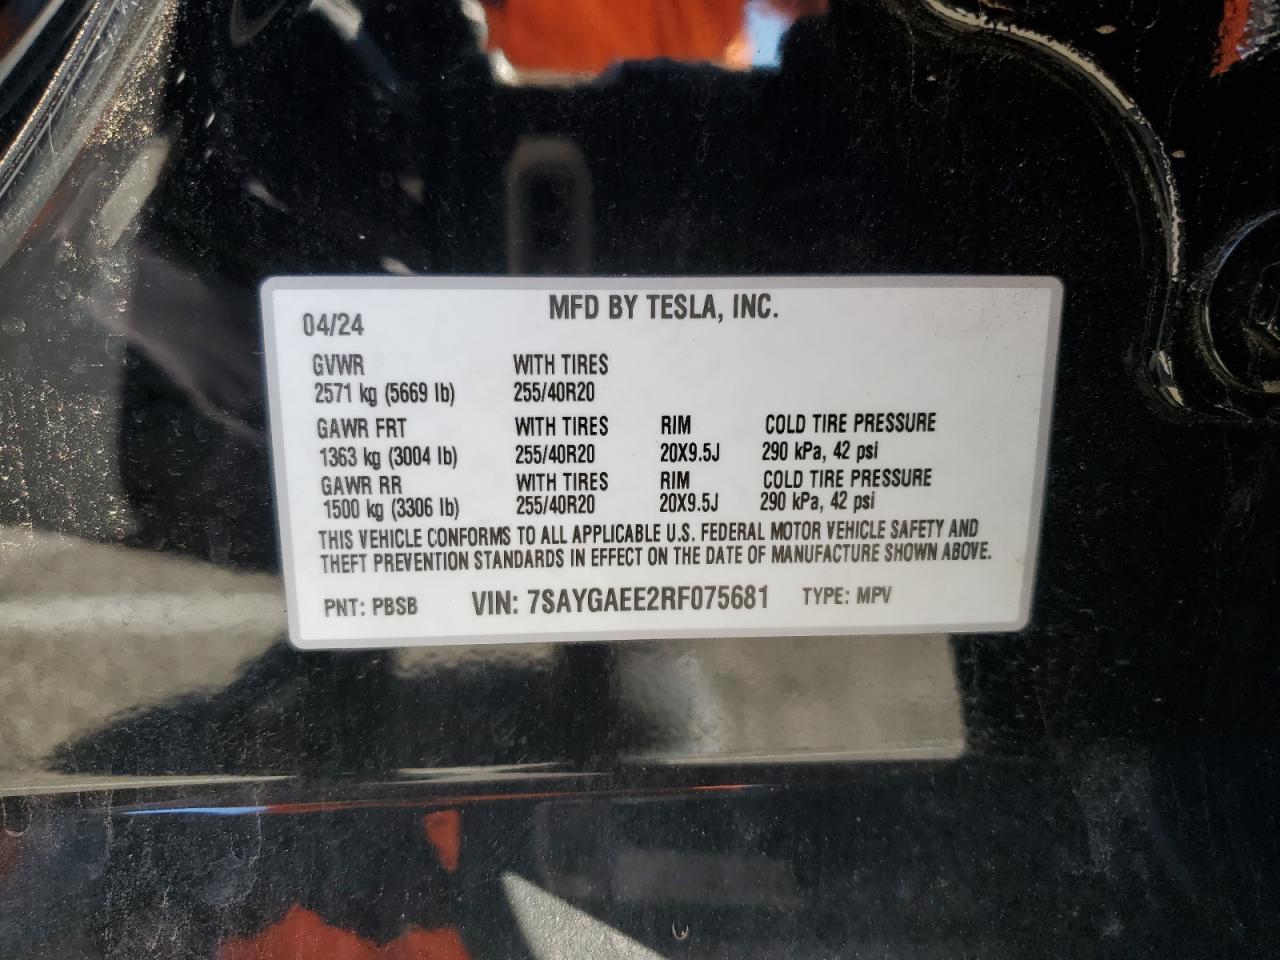 MFD BY TESLA, INC.
04/24
GVWR WITH TIRES
2571 kg (5669 lb) 255/40R20
GAWR FRT WITH TIRES RIM COLD TIRE PRESSURE
1363 kg (3004 lb) 255/40R20 20X9.5J 290 kPa, 42 psi
GAWR RR WITH TIRES RIM COLD TIRE PRESSURE
1500 kg (3306 lb) 255/40R20 20X9.5J 290 kPa, 42 psi
THIS VEHICLE CONFORMS TO ALL APPLICABLE U.S. FEDERAL MOTOR VEHICLE SAFETY AND
THEFT PREVENTION STANDARDS IN EFFECT ON THE DATE OF MANUFACTURE SHOWN ABOVE.
PNT: PBSB VIN: 7SAYGAEE2RF075681 TYPE: MPV